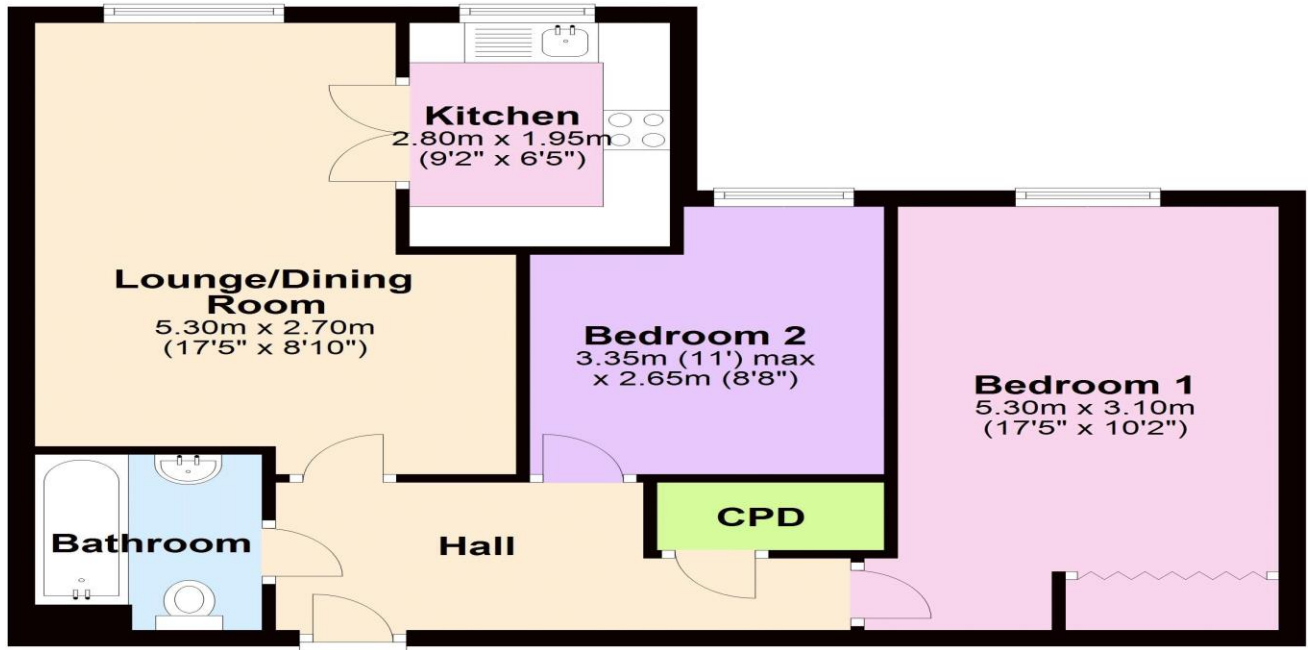 Kitchen
2.80m x 1.95m
(9'2" x 6'5")
Lounge/Dining
Room
5.30m x 2.70m
(17'5" x 8'10")
Bedroom 2
3.35m (11') max
x 2.65m (8'8")
Bedroom 1
5.30m x 3.10m
(17'5" x 10'2")
Bathroom
Hall
CPD